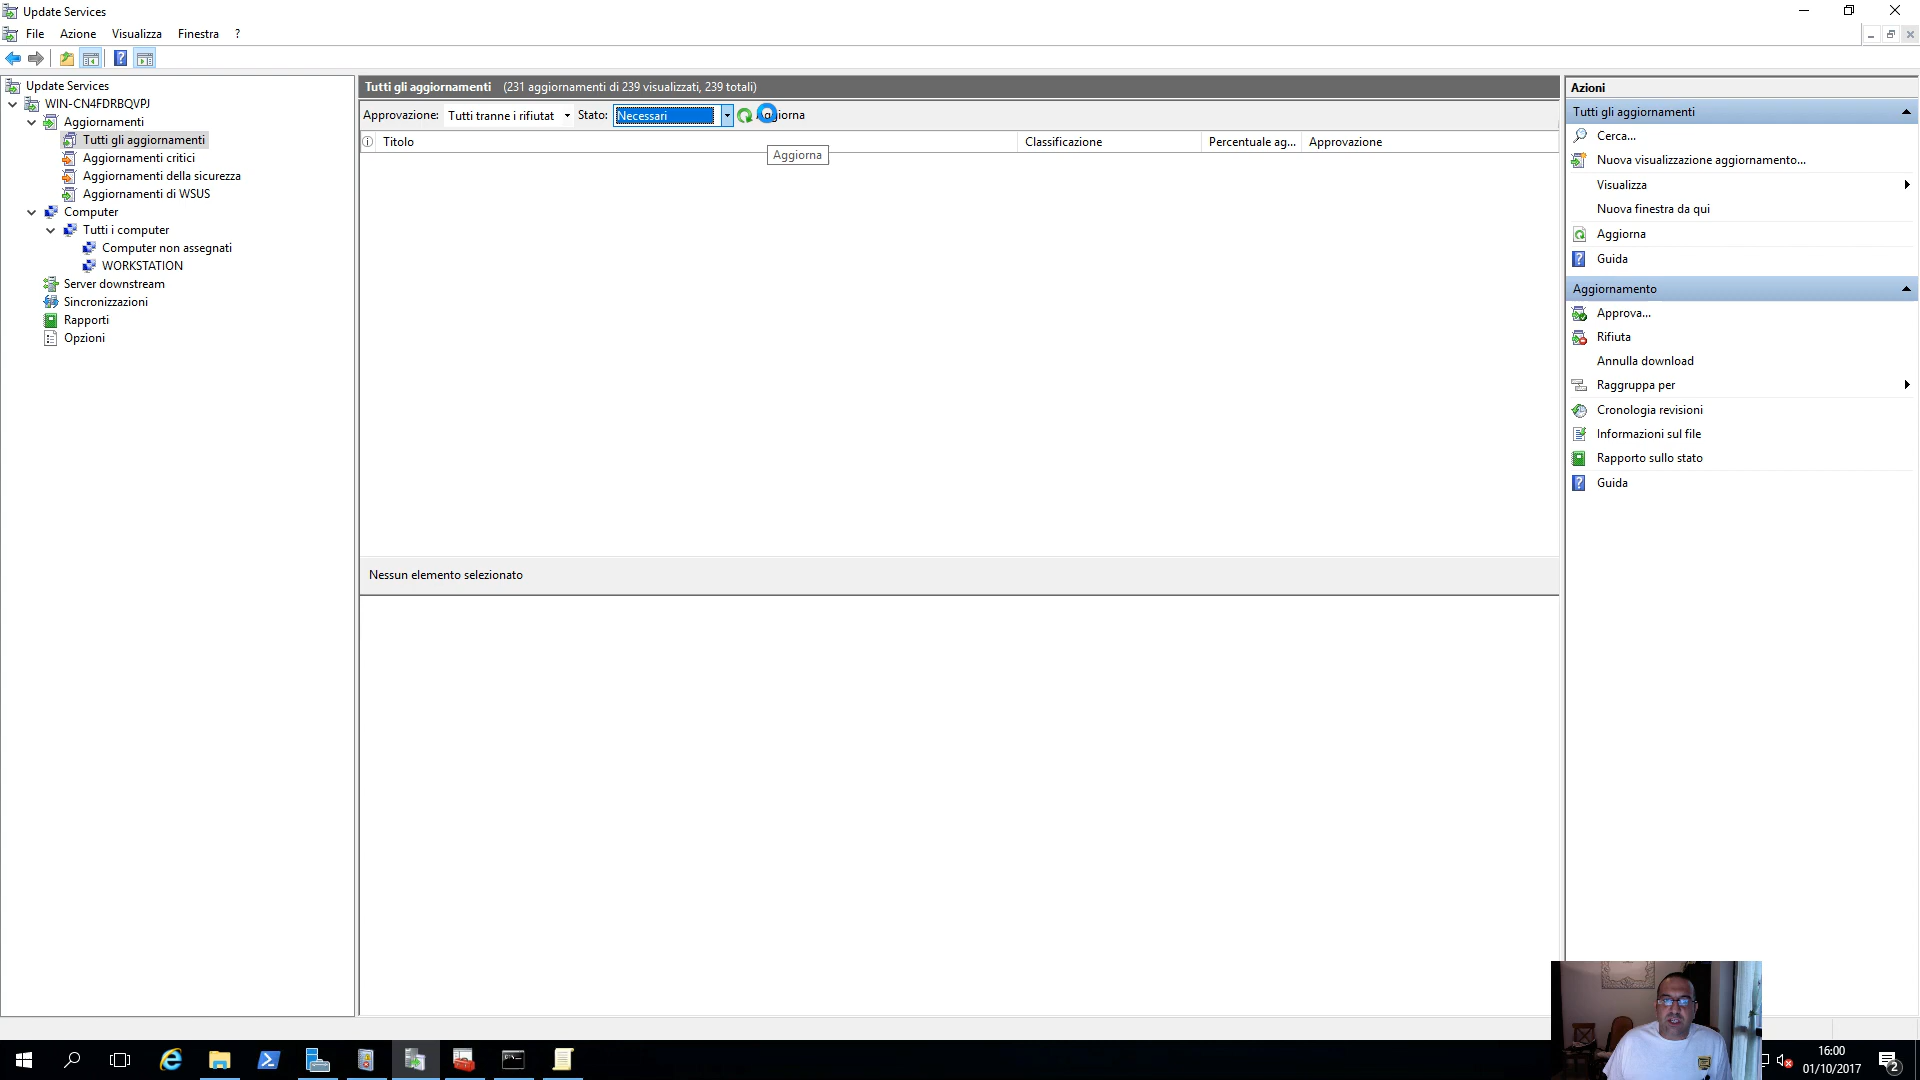 Update Services
File Azione Visualizza Finestra ?
Update Services
WIN-CN4FDRBQVPJ
Aggiornamenti
Tutti gli aggiornamenti
Aggiornamenti critici
Aggiornamenti della sicurezza
Aggiornamenti di WSUS
Computer
Tutti i computer
Computer non assegnati
WORKSTATION
Server downstream
Sincronizzazioni
Rapporti
Opzioni
Tutti gli aggiornamenti (231 aggiornamenti di 239 visualizzati, 239 totali)
Approvazione: Tutti tranne i rifiutat Stato: Necessari Aggiorna
Titolo Classificazione Percentuale ag... Approvazione
Aggiorna
Nessun elemento selezionato
Azioni
Tutti gli aggiornamenti
Cerca...
Nuova visualizzazione aggiornamento...
Visualizza
Nuova finestra da qui
Aggiorna
Guida
Aggiornamento
Approva...
Rifiuta
Annulla download
Raggruppa per
Cronologia revisioni
Informazioni sul file
Rapporto sullo stato
Guida
16:00
01/10/2017
2